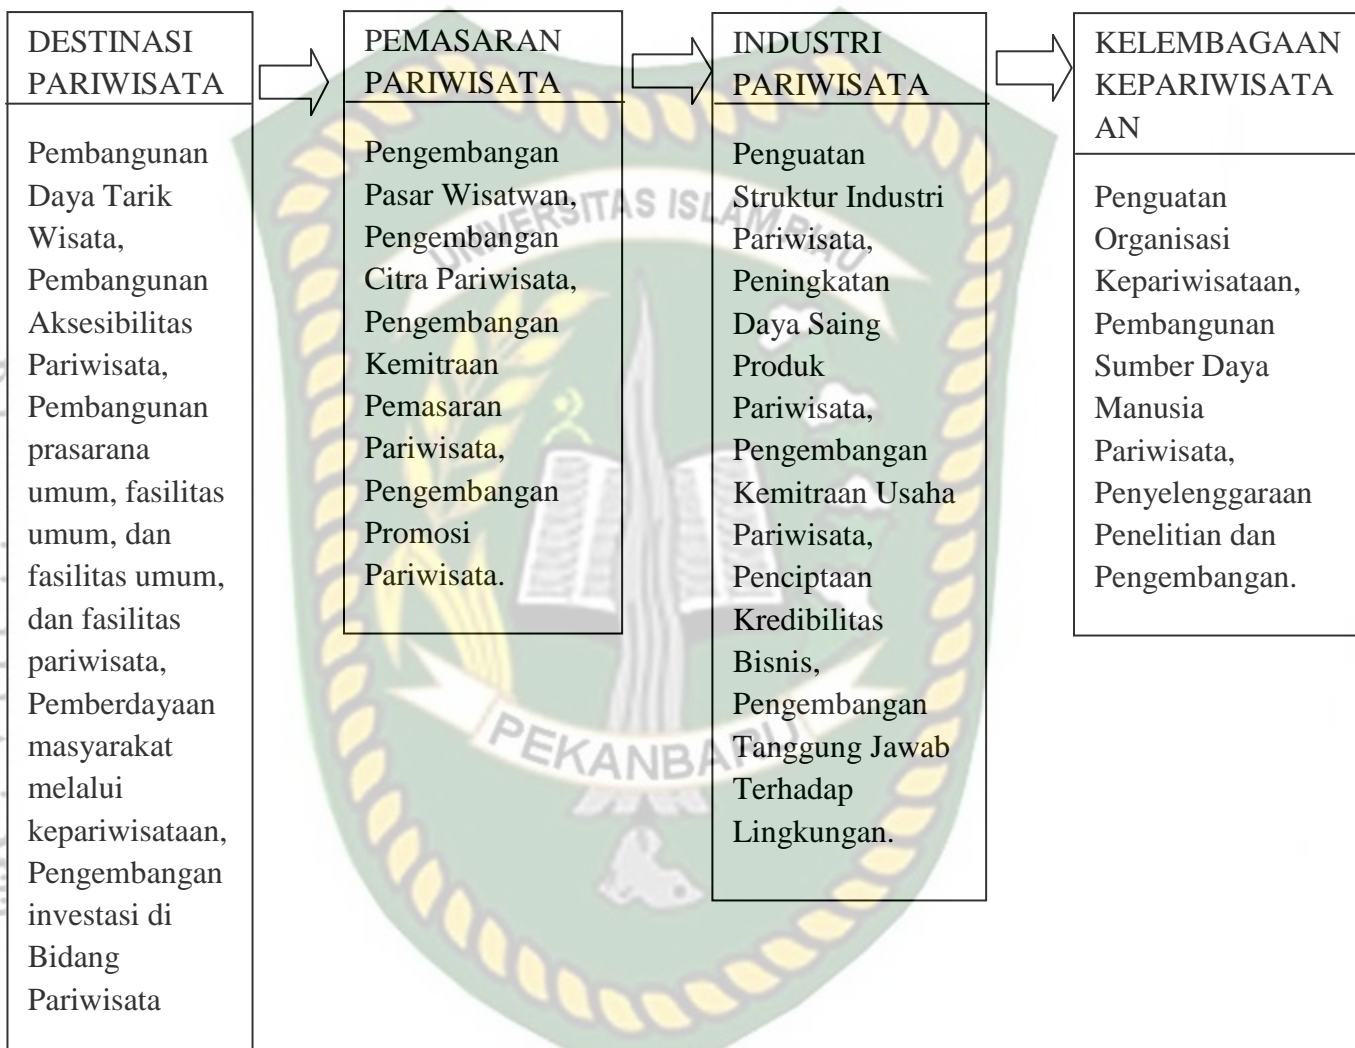 DESTINASI
PARIWISATA
Pembangunan
Daya Tarik
Wisata,
Pembangunan
Aksesibilitas
Pariwisata,
Pembangunan
prasarana
umum, fasilitas
umum, dan
fasilitas umum,
dan fasilitas
pariwisata,
Pemberdayaan
masyarakat
melalui
kepariwisataan,
Pengembangan
investasi di
Bidang
Pariwisata
PEMASARAN
PARIWISATA
Pengembangan
Pasar Wisatwan,
Pengembangan
Citra Pariwisata,
Pengembangan
Kemitraan
Pemasaran
Pariwisata,
Pengembangan
Promosi
Pariwisata.
INDUSTRI
PARIWISATA
Penguatan
Struktur Industri
Pariwisata,
Peningkatan
Daya Saing
Produk
Pariwisata,
Pengembangan
Kemitraan Usaha
Pariwisata,
Penciptaan
Kredibilitas
Bisnis,
Pengembangan
Tanggung Jawab
Terhadap
Lingkungan.
KELEMBAGAAN
KEPARIWISATA
AN
Penguatan
Organisasi
Kepariwisataan,
Pembangunan
Sumber Daya
Manusia
Pariwisata,
Penyelenggaraan
Penelitian dan
Pengembangan.
UNIVERSITAS ISLAM RIAU
PEKANBARU